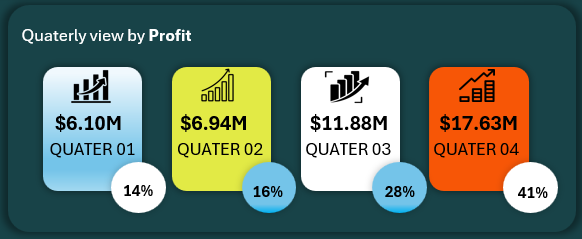 Quaterly view by Profit
$6.10M
QUATER 01
14%
$6.94M
QUATER 02
16%
$11.88M
QUATER 03
28%
$17.63M
QUATER 04
41%